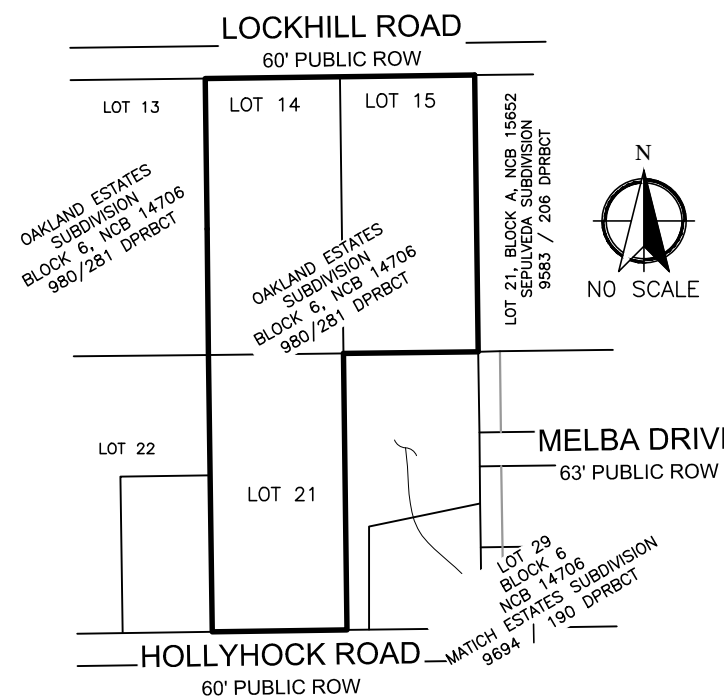 LOCKHILL ROAD
60' PUBLIC ROW
LOT 13
LOT 14
LOT 15
OAKLAND ESTATES
SUBDIVISION
BLOCK 6, NCB 14706
980/281 DPRBCT
OAKLAND ESTATES
SUBDIVISION
BLOCK 6, NCB 14706
980/281 DPRBCT
LOT 21, BLOCK A, NCB 15652
SEPULVEDA SUBDIVISION
9583 / 206 DPRBCT
N
NO SCALE
LOT 22
LOT 21
MELBA DRIV
63' PUBLIC ROW
LOT 29
BLOCK 6
NCB 14706
MATICH ESTATES SUBDIVISION
9694 / 190 DPRBCT
HOLLYHOCK ROAD
60' PUBLIC ROW